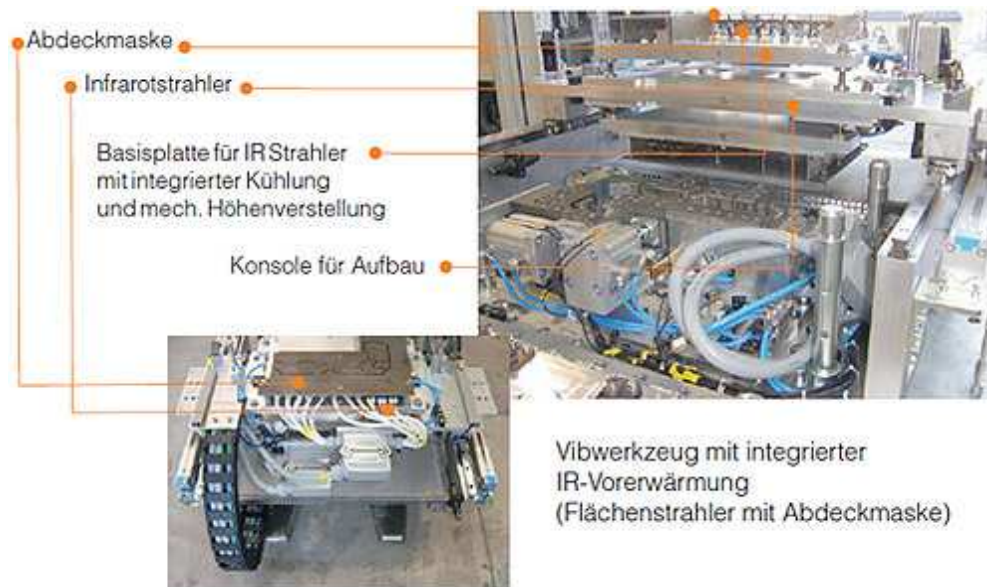 Abdeckmaske
Infrarotstrahler
Basisplatte für IR Strahler
mit integrierter Kühlung
und mech. Höhenverstellung
Konsole für Aufbau
Vibwerkzeug mit integrierter
IR-Vorerwärmung
(Flächenstrahler mit Abdeckmaske)